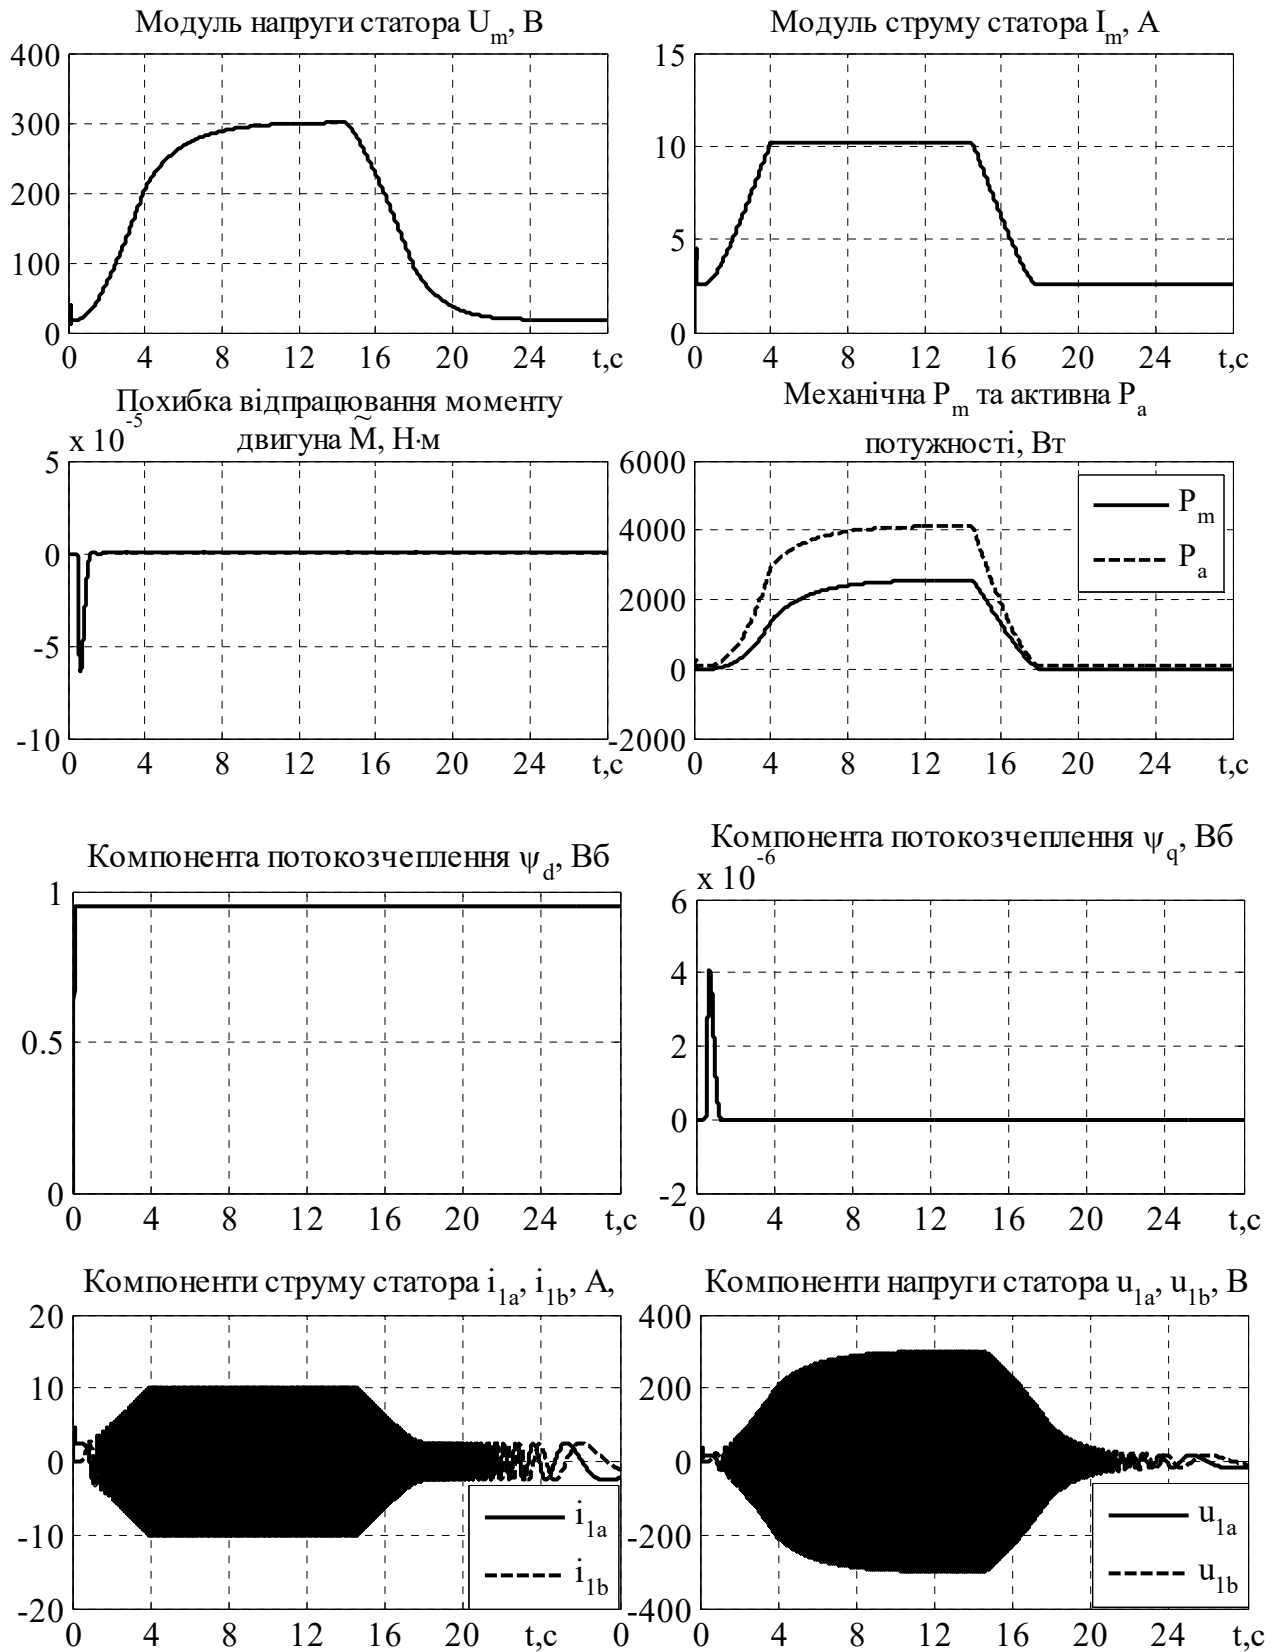 Модуль напруги статора U_m, В
400
300
200
100
0
0 4 8 12 16 20 24 t,c
Модуль струму статора I_m, А
15
10
5
0
0 4 8 12 16 20 24 t,c
Похибка відпрацювання моменту
x 10^-5 двигуна M̃, Н·м
5
0
-5
-10
0 4 8 12 16 20 24 t,c
Механічна P_m та активна P_a
потужності, Вт
6000
4000
2000
0
-2000
P_m
P_a
0 4 8 12 16 20 24 t,c
Компонента потокозчеплення ψ_d, Вб
1
0.5
0
0 4 8 12 16 20 24 t,c
Компонента потокозчеплення ψ_q, Вб
x 10^-6
6
4
2
0
-2
0 4 8 12 16 20 24 t,c
Компоненти струму статора i_1a, i_1b, А,
20
10
0
-10
-20
i_1a
i_1b
0 4 8 12 16 20 24 t,c 0
Компоненти напруги статора u_1a, u_1b, В
400
200
0
-200
-400
u_1a
u_1b
0 4 8 12 16 20 24 t,c